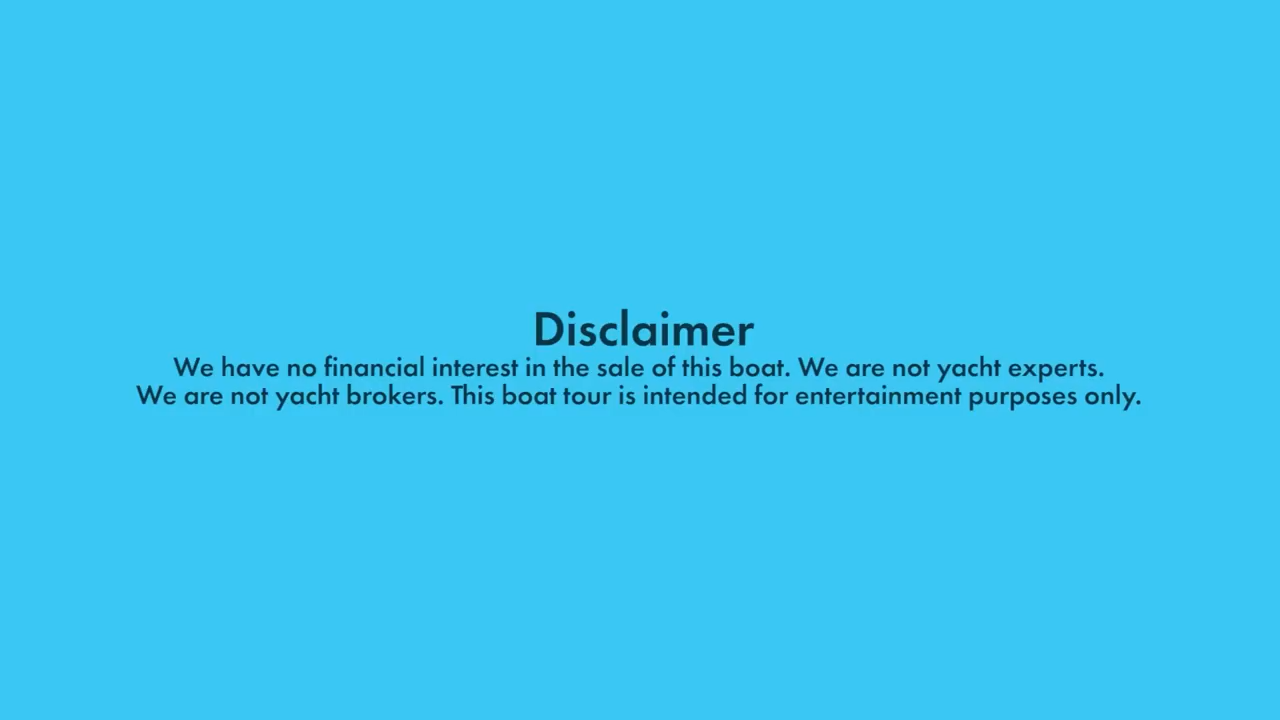 Disclaimer
We have no financial interest in the sale of this boat. We are not yacht experts.
We are not yacht brokers. This boat tour is intended for entertainment purposes only.